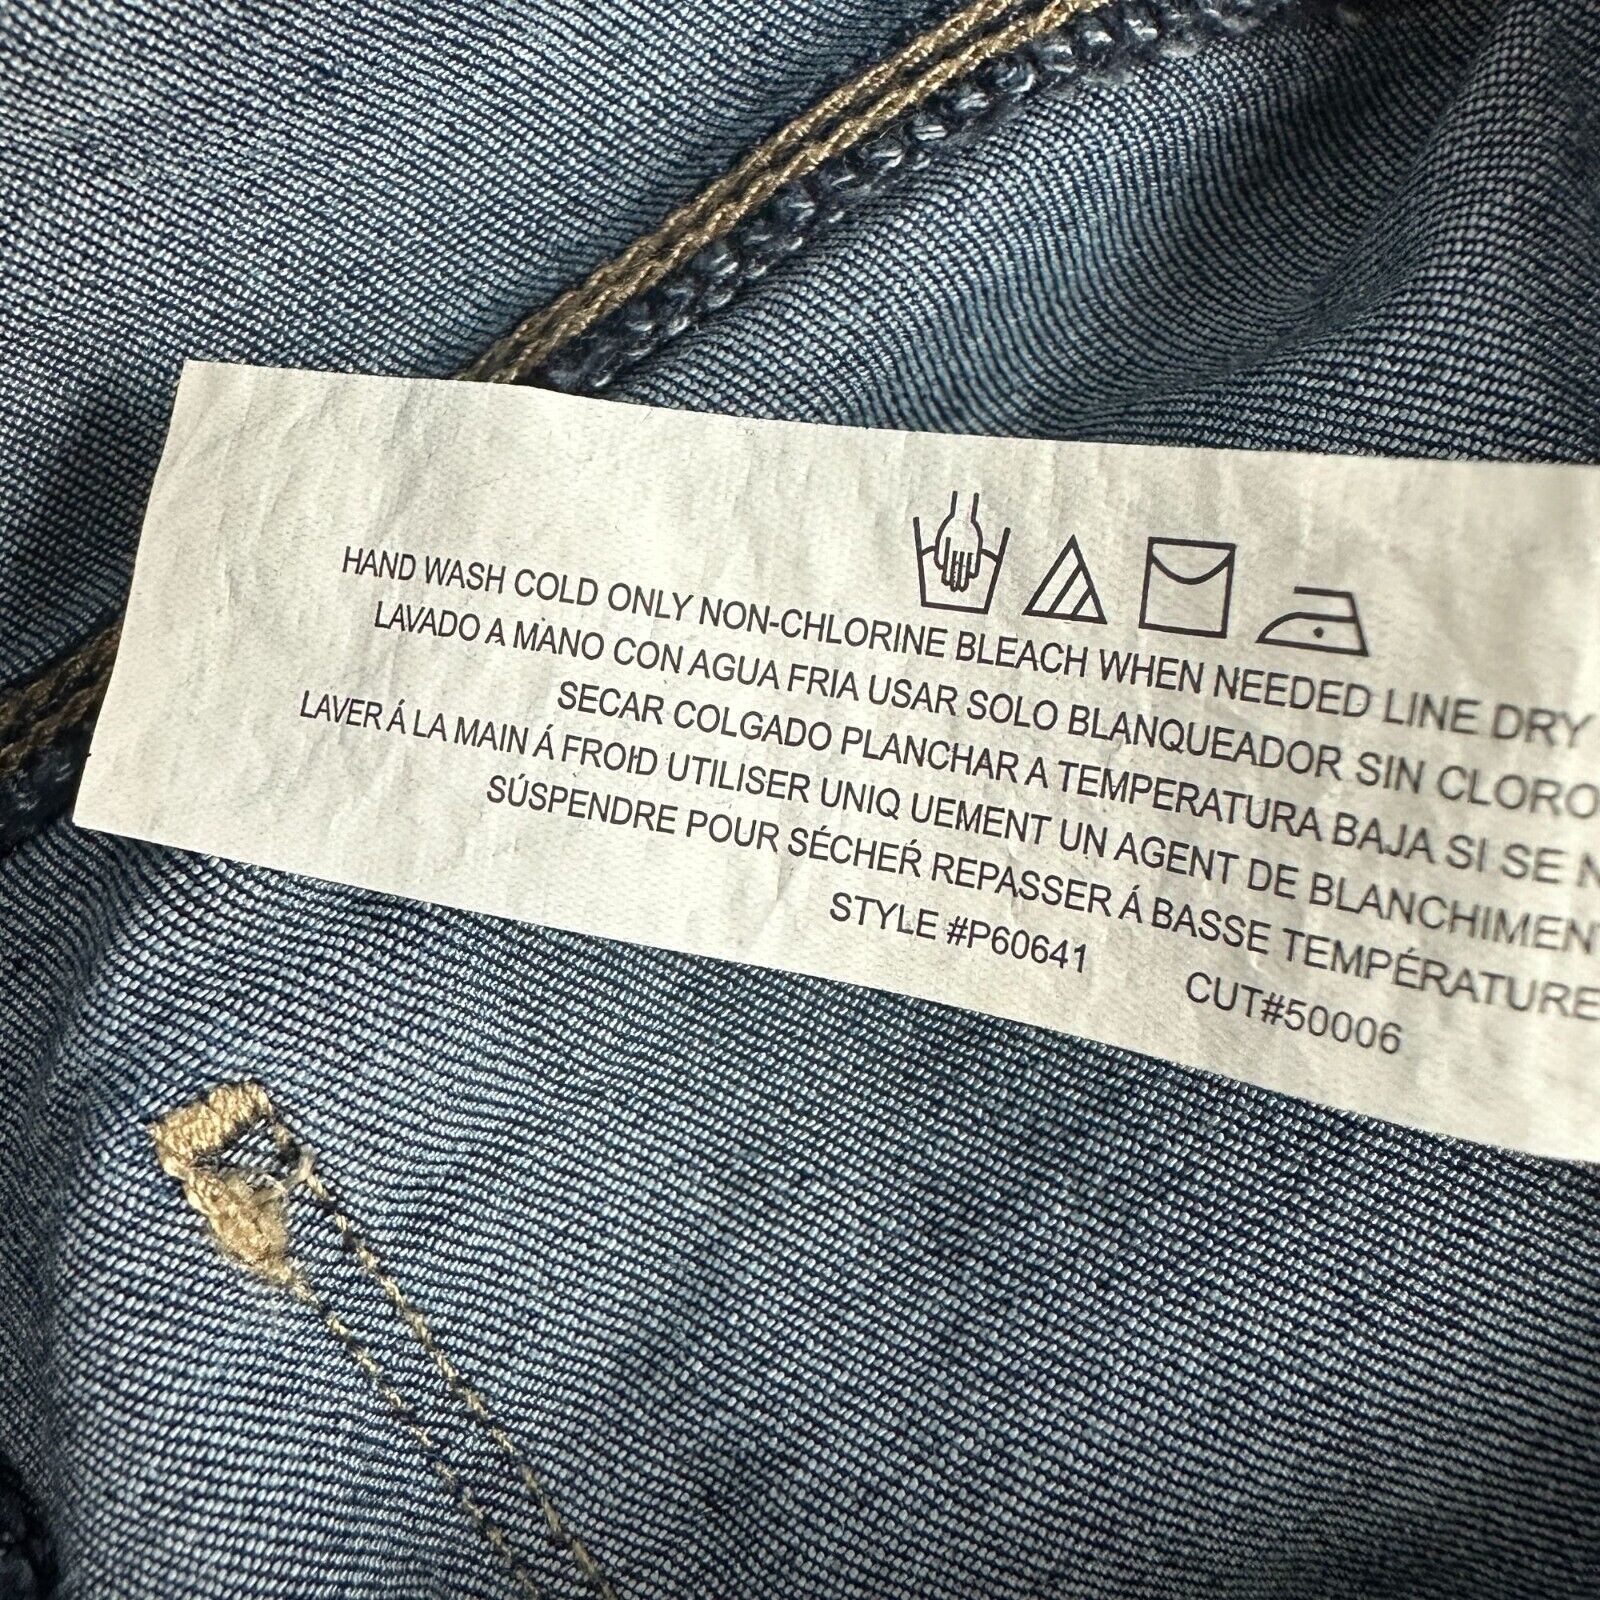 HAND WASH COLD ONLY NON-CHLORINE BLEACH WHEN NEEDED LINE DRY
LAVADO A MANO CON AGUA FRIA USAR SOLO BLANQUEADOR SIN CLORO
SECAR COLGADO PLANCHAR A TEMPERATURA BAJA SI SE N
LAVER Á LA MAIN Á FROID UTILISER UNIQ UEMENT UN AGENT DE BLANCHIMEN
SÚSPENDRE POUR SÉCHEŔ REPASSER Á BASSE TEMPÉRATURE
STYLE #P60641 CUT#50006